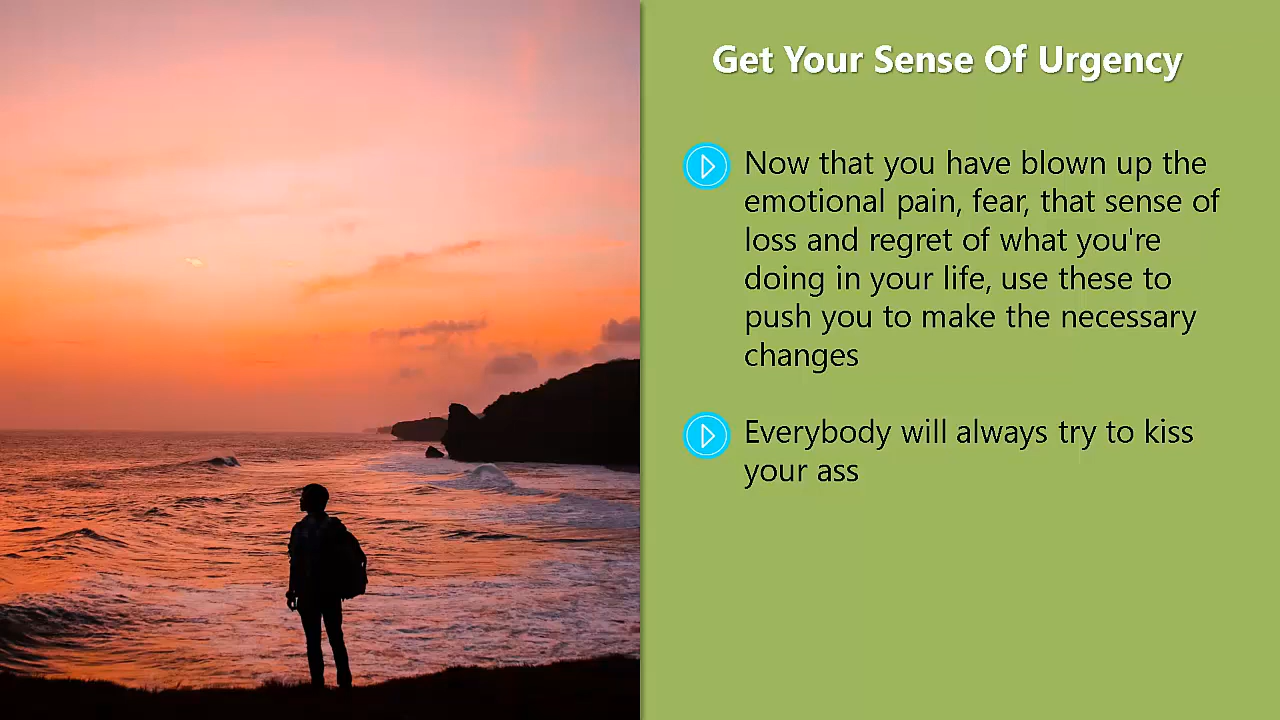 Get Your Sense Of Urgency
Now that you have blown up the
emotional pain, fear, that sense of
loss and regret of what you're
doing in your life, use these to
push you to make the necessary
changes
Everybody will always try to kiss
your ass